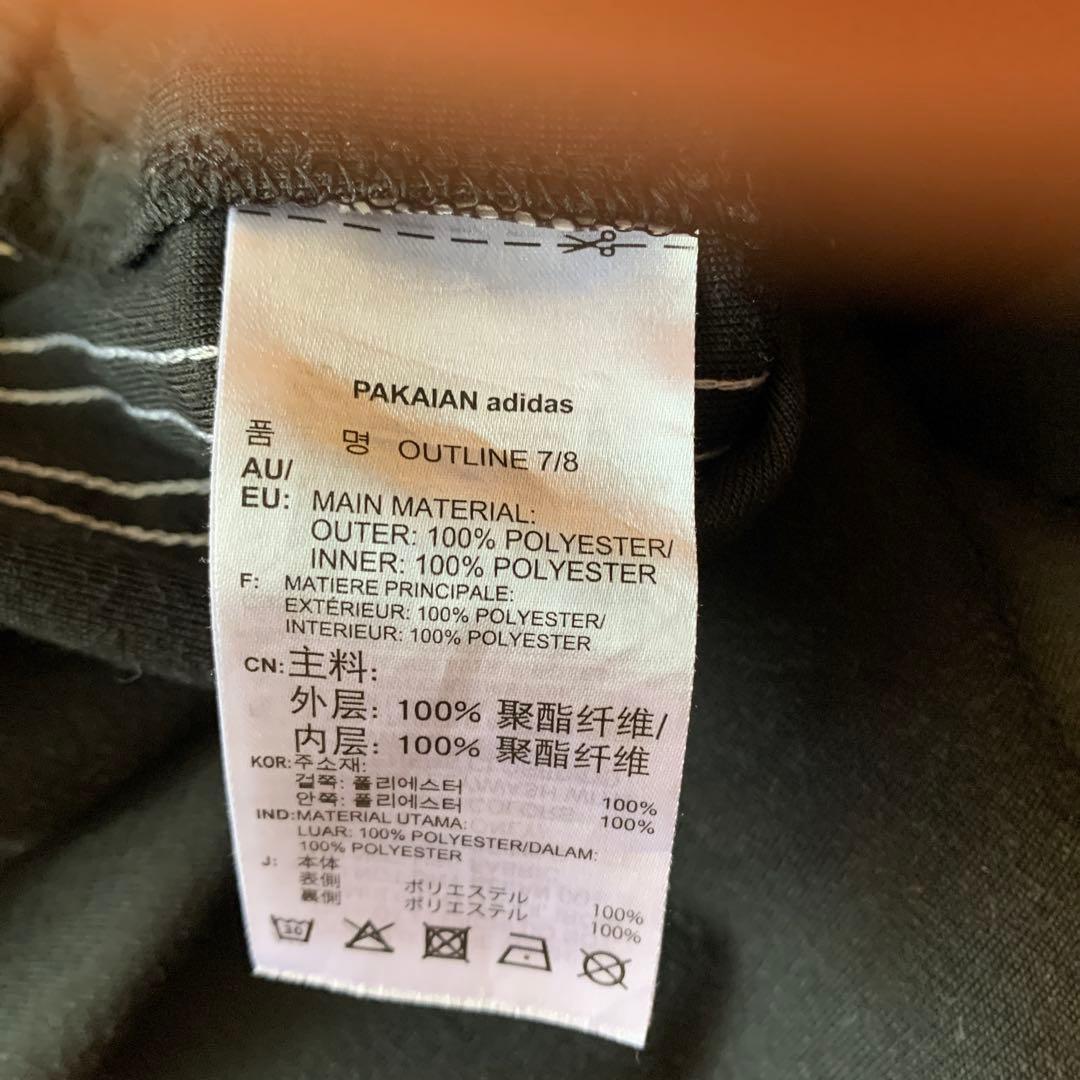 PAKAIAN adidas
품 명 OUTLINE 7/8
AU/
EU: MAIN MATERIAL:
OUTER: 100% POLYESTER/
INNER: 100% POLYESTER
F: MATIERE PRINCIPALE:
EXTÉRIEUR: 100% POLYESTER/
INTERIEUR: 100% POLYESTER
CN: 主料:
外层: 100% 聚酯纤维/
内层: 100% 聚酯纤维
KOR: 주소재:
겉쪽: 폴리에스터 100%
안쪽: 폴리에스터 100%
IND: MATERIAL UTAMA:
LUAR: 100% POLYESTER/DALAM:
100% POLYESTER
J: 本体
表側 ポリエステル 100%
裏側 ポリエステル 100%
30